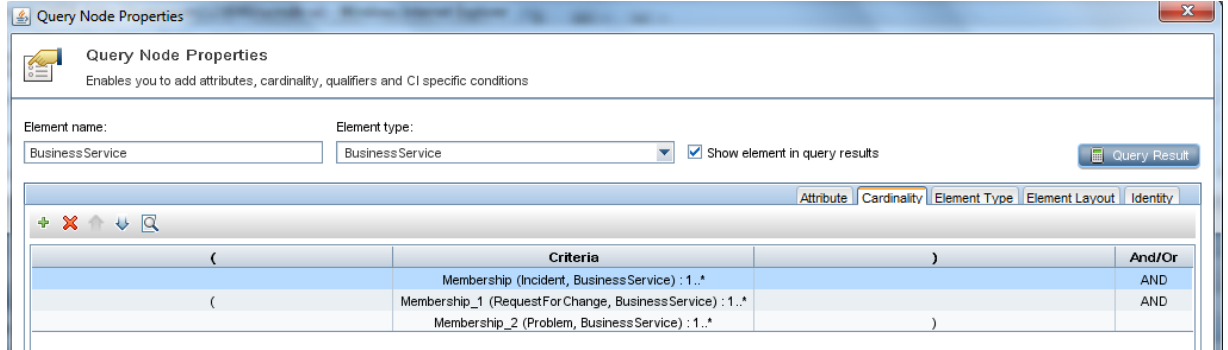 Query Node Properties
Query Node Properties
Enables you to add attributes, cardinality, qualifiers and CI specific conditions
Element name:
Element type:
BusinessService
BusinessService
Show element in query results
Query Result
Attribute Cardinality Element Type Element Layout Identity
( Criteria ) And/Or
Membership (Incident, BusinessService) : 1..* AND
( Membership_1 (RequestForChange, BusinessService) : 1..* AND
Membership_2 (Problem, BusinessService) : 1..* )